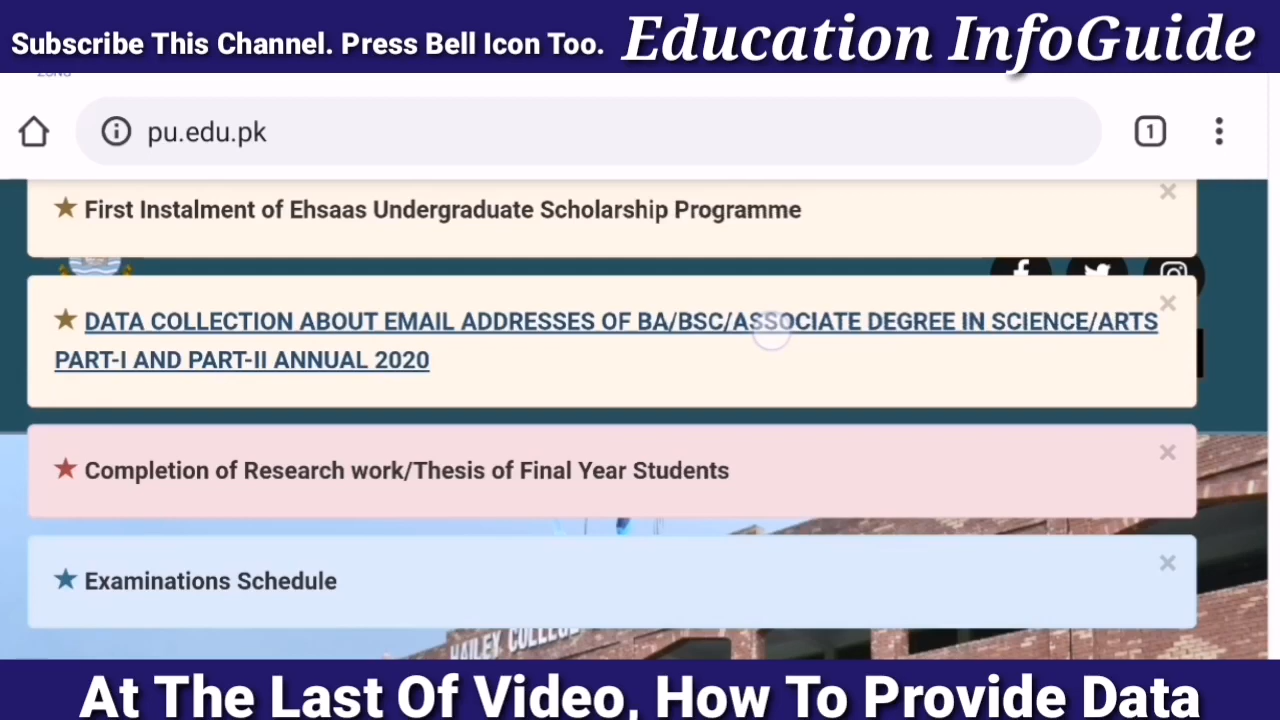 Subscribe This Channel. Press Bell Icon Too. Education InfoGuide
pu.edu.pk
1
First Instalment of Ehsaas Undergraduate Scholarship Programme
DATA COLLECTION ABOUT EMAIL ADDRESSES OF BA/BSC/ASSOCIATE DEGREE IN SCIENCE/ARTS
PART-I AND PART-II ANNUAL 2020
Completion of Research work/Thesis of Final Year Students
Examinations Schedule
HAILEY COLLEGE
At The Last Of Video, How To Provide Data